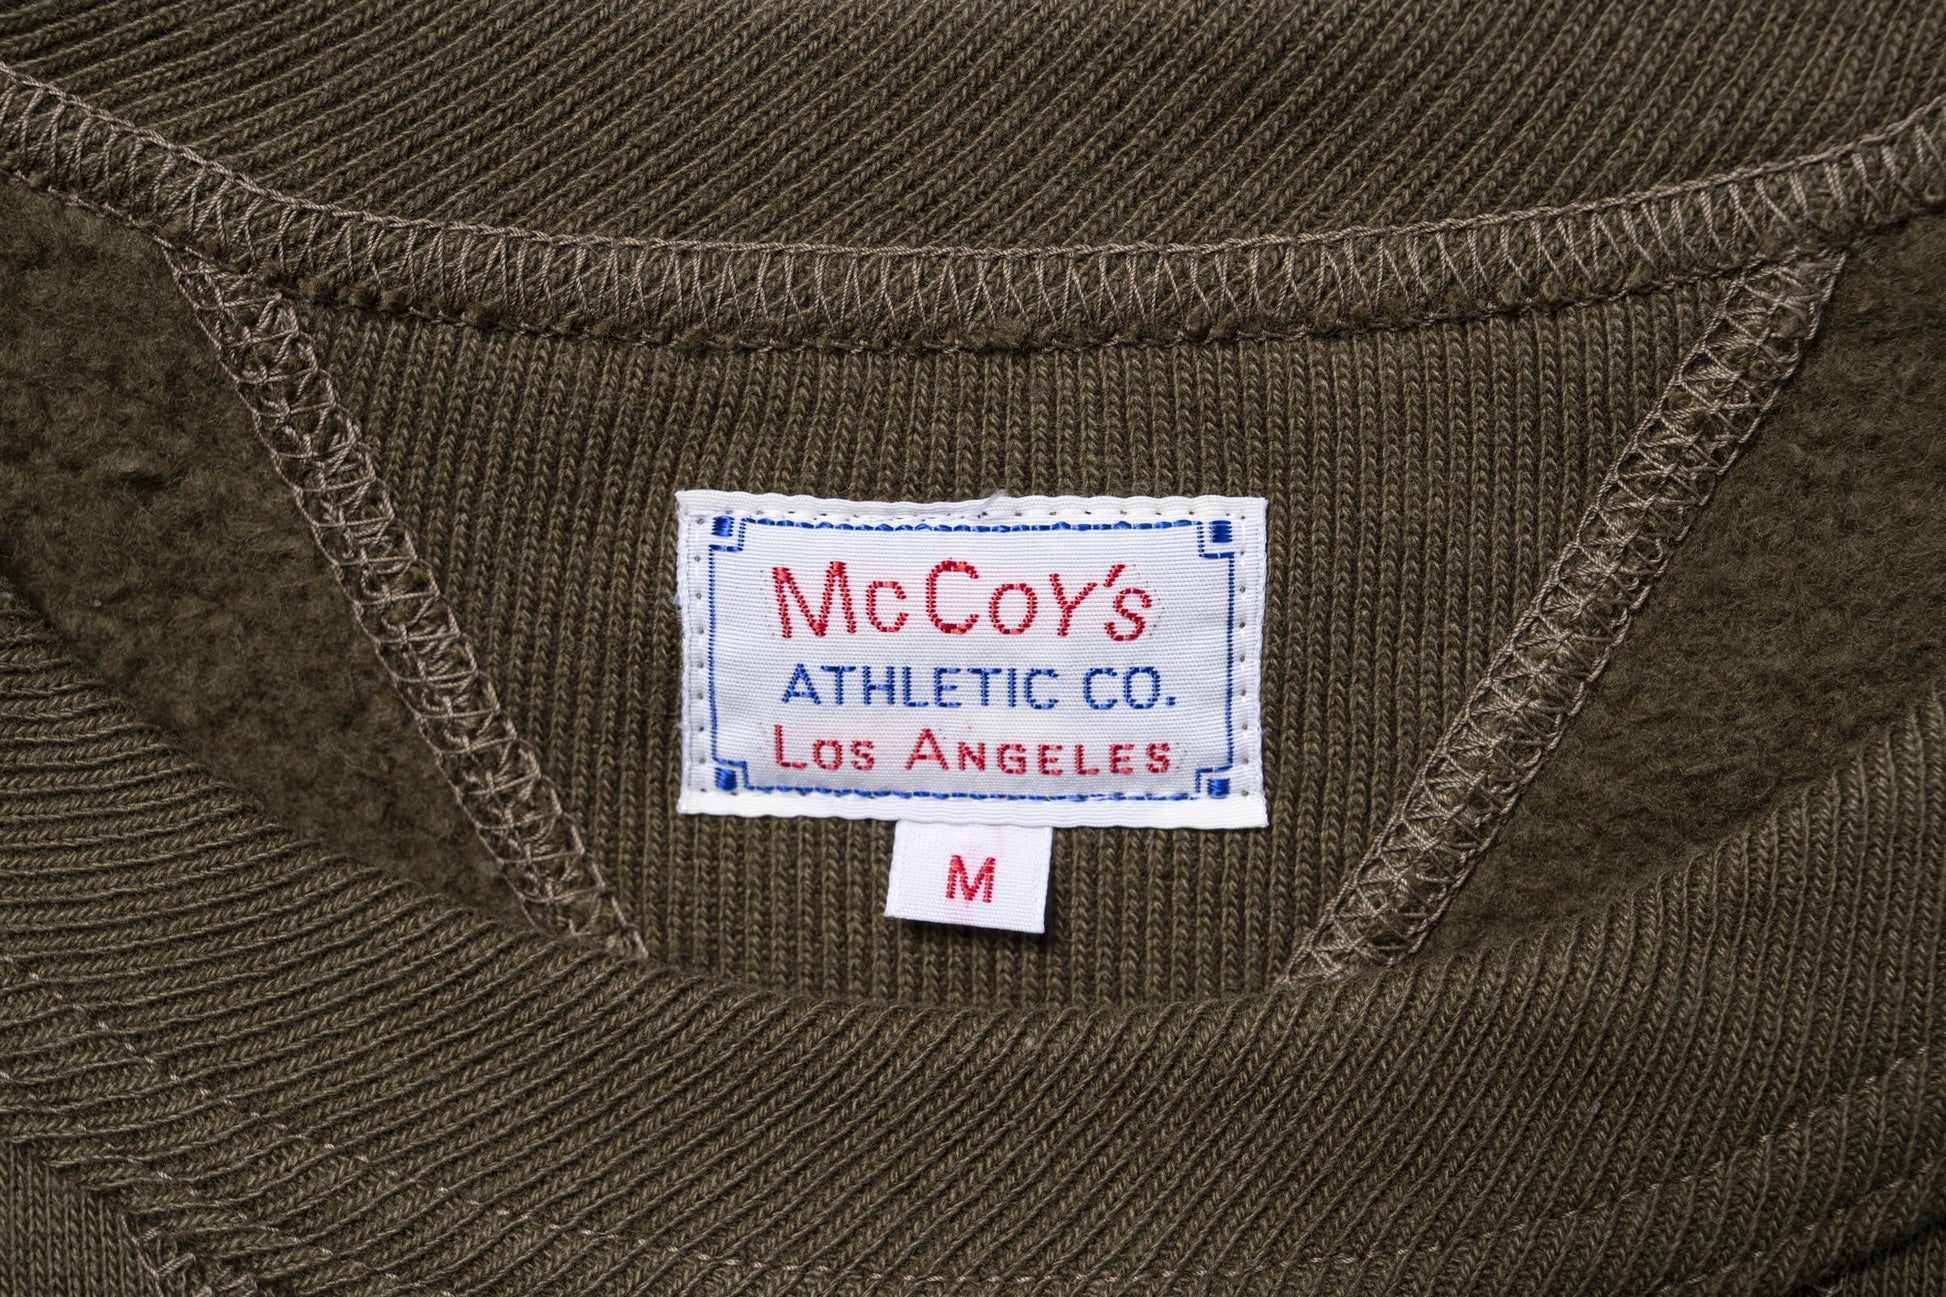 McCoy's
ATHLETIC CO.
Los Angeles
M